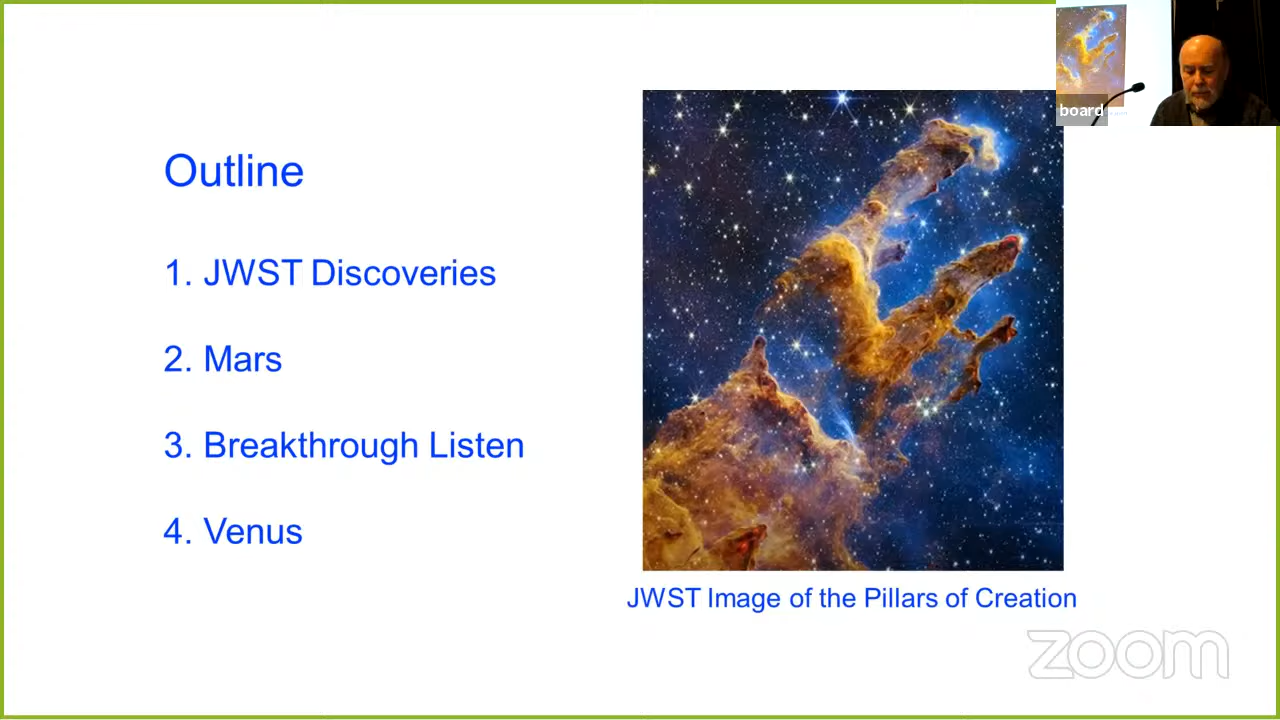 Outline
1. JWST Discoveries
2. Mars
3. Breakthrough Listen
4. Venus
JWST Image of the Pillars of Creation
board
zoom